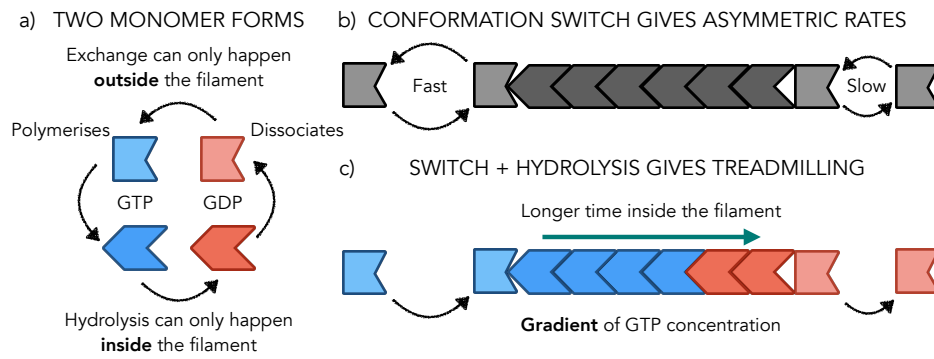 a) TWO MONOMER FORMS
Exchange can only happen
outside the filament
Polymerises
Dissociates
GTP
GDP
Hydrolysis can only happen
inside the filament
b) CONFORMATION SWITCH GIVES ASYMMETRIC RATES
Fast
Slow
c) SWITCH + HYDROLYSIS GIVES TREADMILLING
Longer time inside the filament
Gradient of GTP concentration